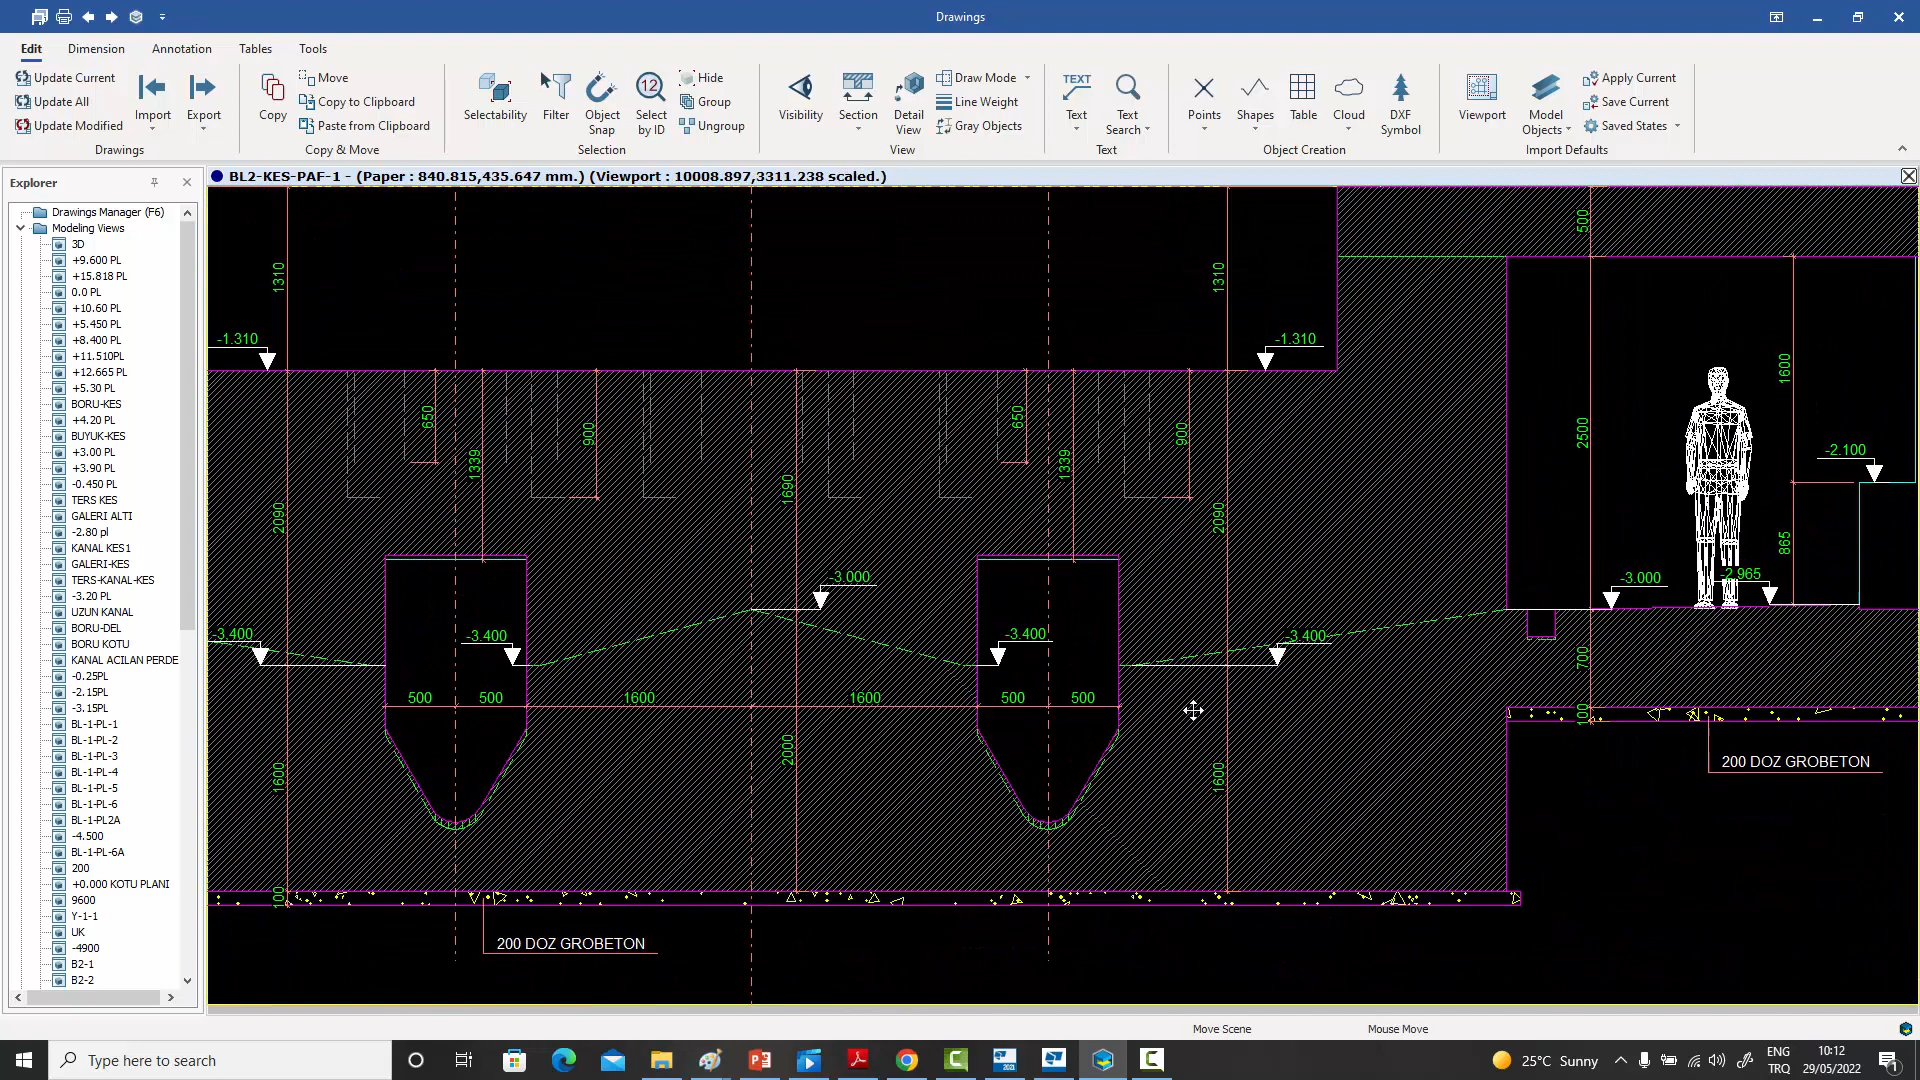 Drawings
Edit Dimension Annotation Tables Tools
Update Current
Update All
Update Modified
Import
Export
Drawings
Copy
Move
Copy to Clipboard
Paste from Clipboard
Copy & Move
Selectability
Filter
Object Snap
12
Select by ID
Hide
Group
Ungroup
Selection
Visibility
Section
Detail View
Draw Mode
Line Weight
Gray Objects
View
TEXT
Text
Text Search
Text
Points
Shapes
Table
Cloud
DXF Symbol
Object Creation
Viewport
Model Objects
Apply Current
Save Current
Saved States
Import Defaults
Explorer
BL2-KES-PAF-1 - (Paper : 840.815,435.647 mm.) (Viewport : 10008.897,3311.238 scaled.)
Drawings Manager (F6)
Modeling Views
3D
+9.600 PL
+15.818 PL
0.0 PL
+10.60 PL
+5.450 PL
+8.400 PL
+11.510PL
+12.665 PL
+5.30 PL
BORU-KES
+4.20 PL
BUYUK-KES
+3.00 PL
+3.90 PL
-0.450 PL
TERS KES
GALERI ALTI
-2.80 pl
KANAL KES1
GALERI-KES
TERS-KANAL-KES
-3.20 PL
UZUN KANAL
BORU-DEL
BORU KOTU
KANAL ACILAN PERDE
-0.25PL
-2.15PL
-3.15PL
BL-1-PL-1
BL-1-PL-2
BL-1-PL-3
BL-1-PL-4
BL-1-PL-5
BL-1-PL-6
BL-1-PL2A
-4.500
BL-1-PL-6A
200
+0.000 KOTU PLANI
9600
Y-1-1
UK
-4900
B2-1
B2-2
1310 1310 500
-1.310 -1.310
650 900 1339 1690 650 900 1339 2090 2090 2500 1600
-2.100
865
-3.000 -3.000 -2.965
-3.400 -3.400 -3.400 -3.400
700
500 500 1600 1600 500 500
100
1600 2000 1600
200 DOZ GROBETON
100
200 DOZ GROBETON
Move Scene Mouse Move
Type here to search
2021
25°C Sunny
ENG
TRQ
10:12
29/05/2022
1